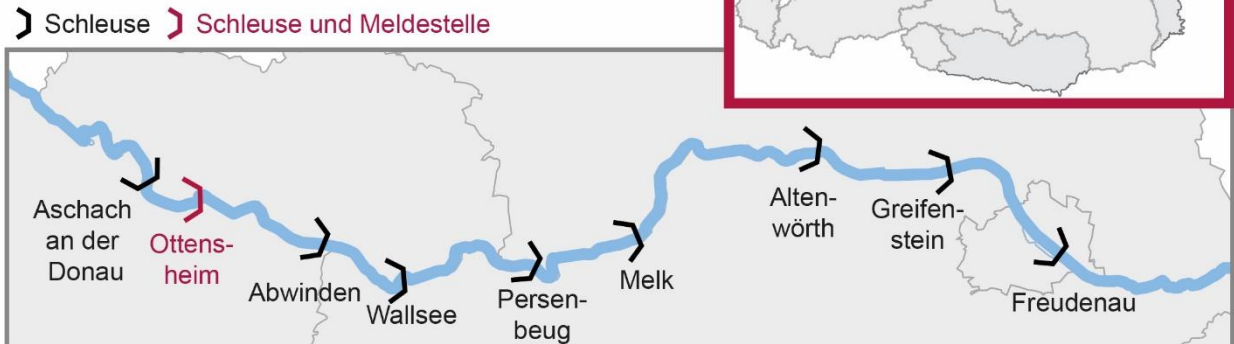 Schleuse Schleuse und Meldestelle
Aschach
an der
Donau
Ottens-
heim
Abwinden
Wallsee
Persen-
beug
Melk
Alten-
wörth
Greifen-
stein
Freudenau